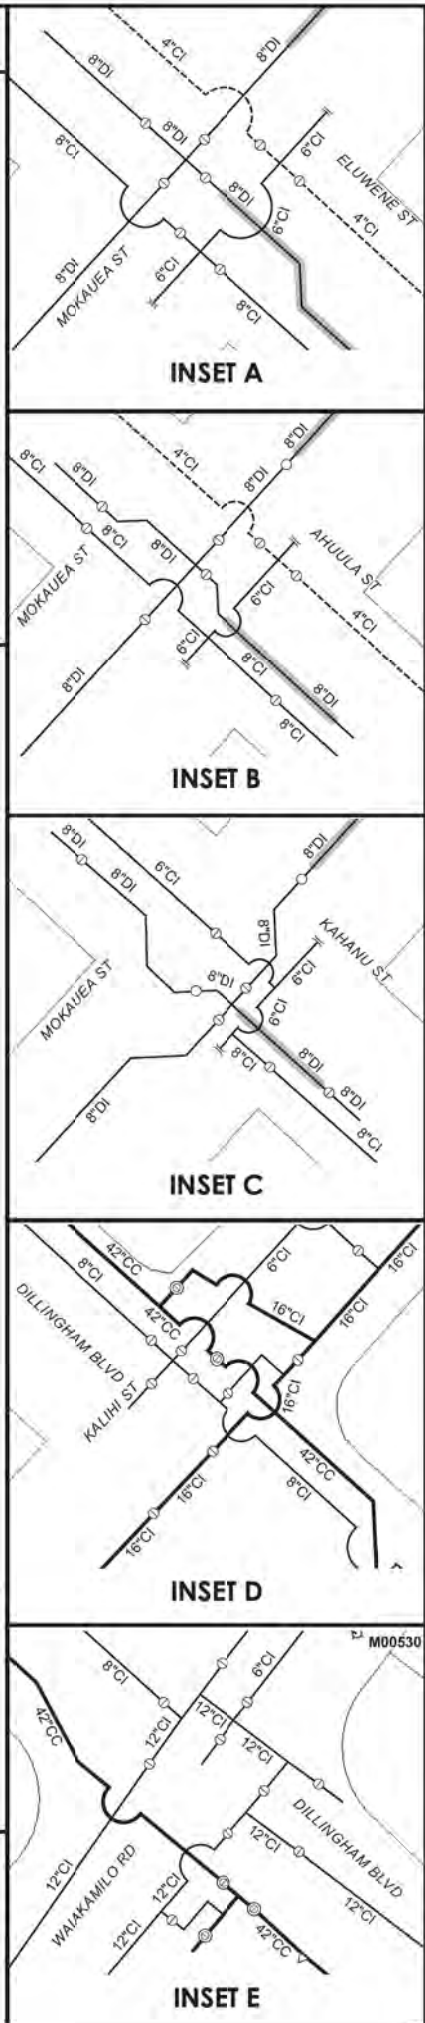 4"CI
8"DI
8"DI
8"DI
6"CI
8"CI
ELUWENE ST
8"DI
6"CI
4"CI
8"DI
MOKAUEA ST
6"CI
8"CI
INSET A
8"DI
4"CI
8"CI
8"DI
8"DI
8"CI
8"DI
AHUULA ST
MOKAUEA ST
6"CI
4"CI
6"CI
8"CI
8"DI
8"DI
8"CI
INSET B
8"DI
8"DI
6"CI
8"DI
8"DI
KAHANU ST
MOKAUEA ST
8"DI
6"CI
6"CI
8"CI
8"DI
8"DI
8"DI
8"CI
INSET C
42"CC
6"CI
16"CI
8"CI
42"CC
16"CI
16"CI
DILLINGHAM BLVD
KALIHI ST
16"CI
42"CC
16"CI
8"CI
16"CI
INSET D
M00530
8"CI
6"CI
42"CC
12"CI
12"CI
12"CI
DILLINGHAM BLVD
12"CI
12"CI
WAIAKAMILO RD
12"CI
12"CI
12"CI
42"CC
INSET E